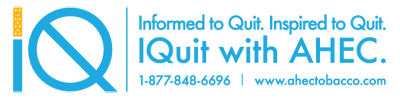 iQ
Informed to Quit. Inspired to Quit.
IQuit with AHEC.
1-877-848-6696 | www.ahectobacco.com